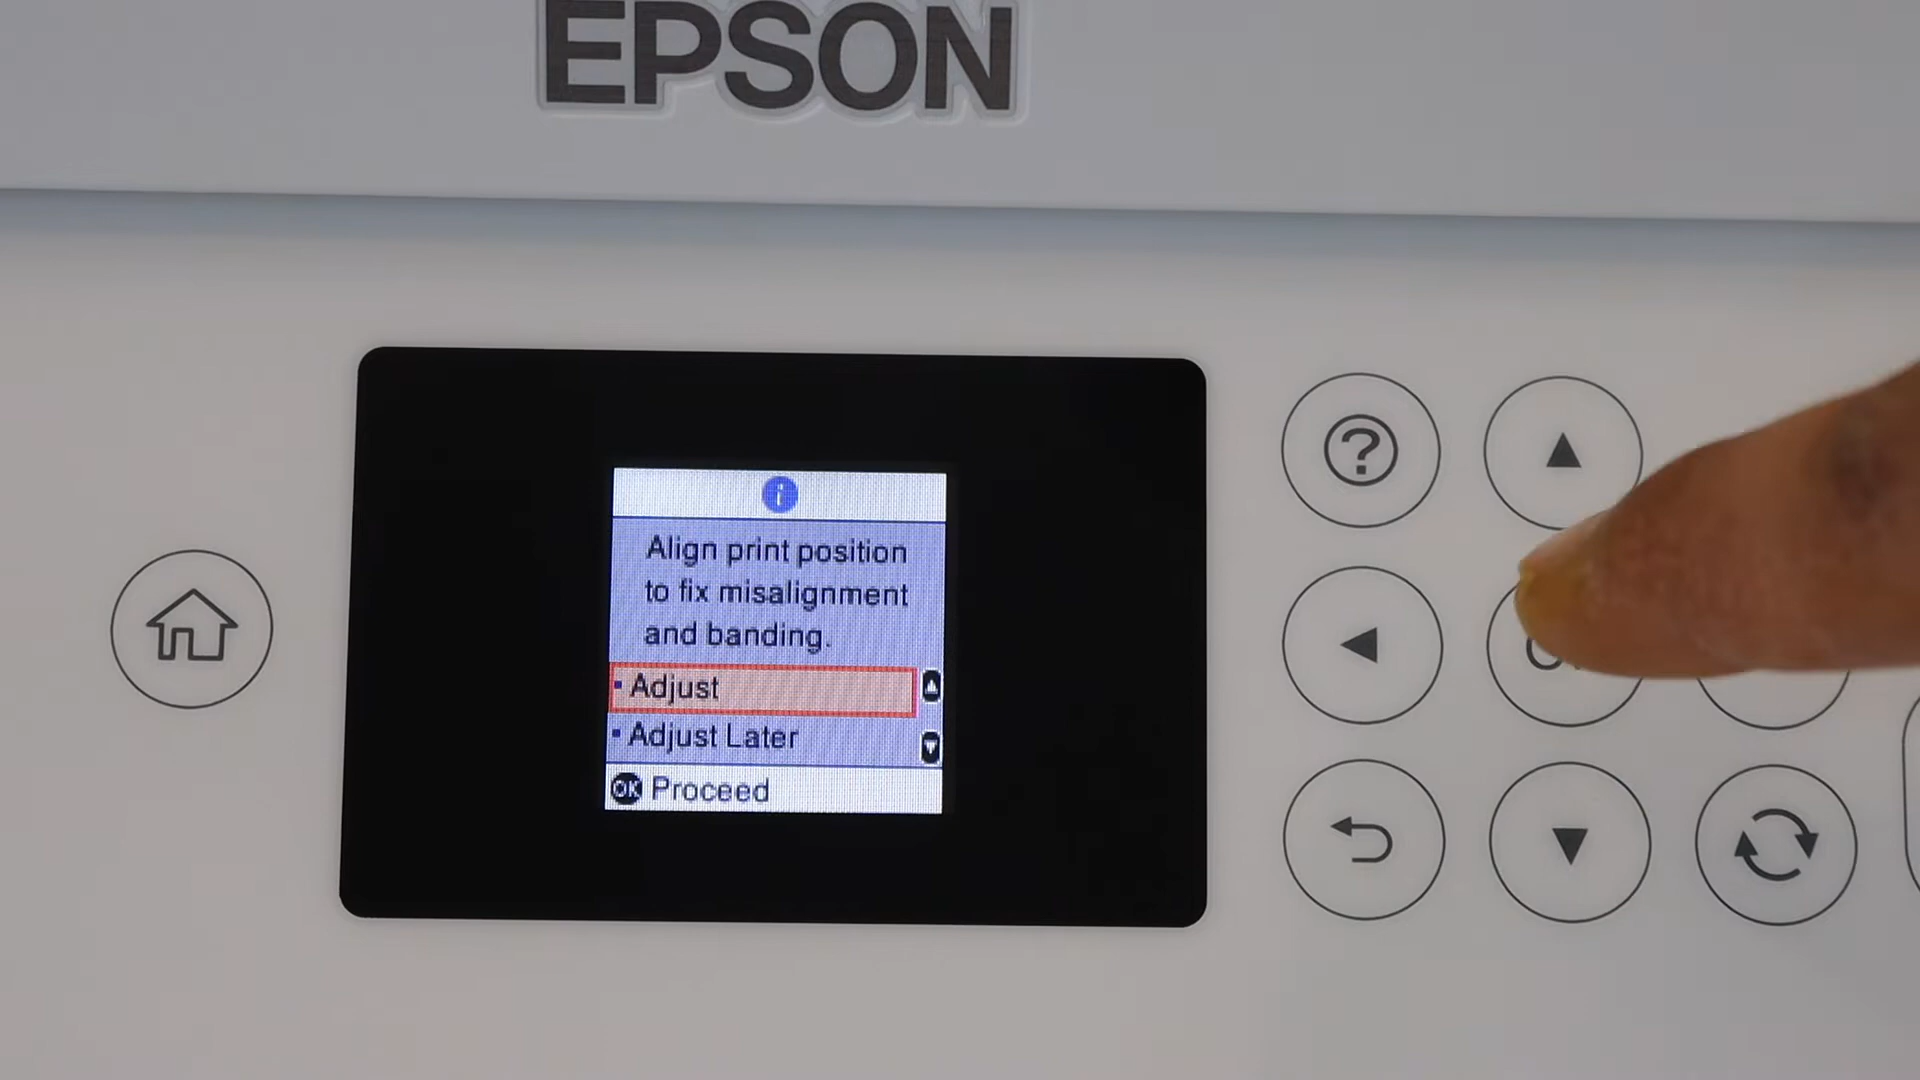 EPSON
i
Align print position
to fix misalignment
and banding.
Adjust
Adjust Later
OK Proceed
?